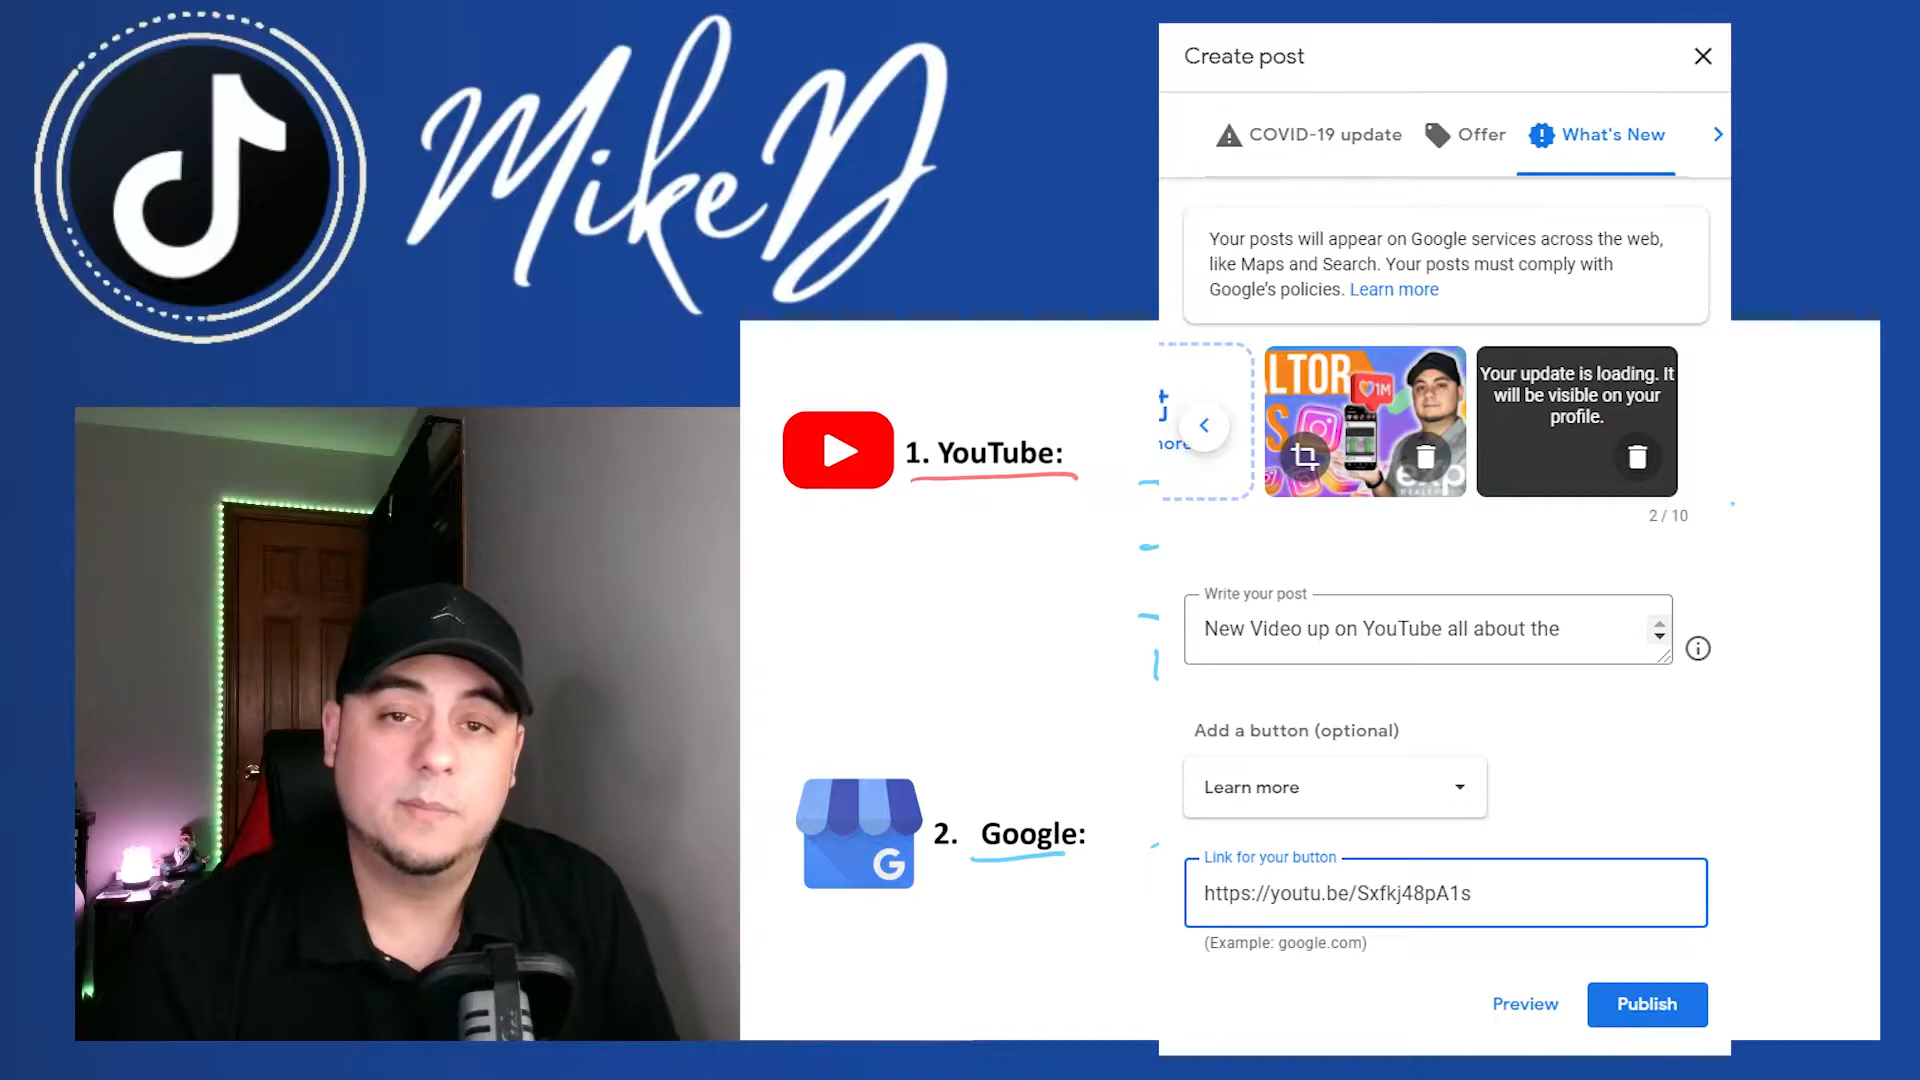 MikeD
Create post
COVID-19 update
Offer
What's New
Your posts will appear on Google services across the web,
like Maps and Search. Your posts must comply with
Google's policies. Learn more
LTOR
1M
S
exp
REALTY
Your update is loading. It
will be visible on your
profile.
2 / 10
1. YouTube:
Write your post
New Video up on YouTube all about the
Add a button (optional)
Learn more
G
2. Google:
Link for your button
https://youtu.be/Sxfkj48pA1s
(Example: google.com)
Preview
Publish